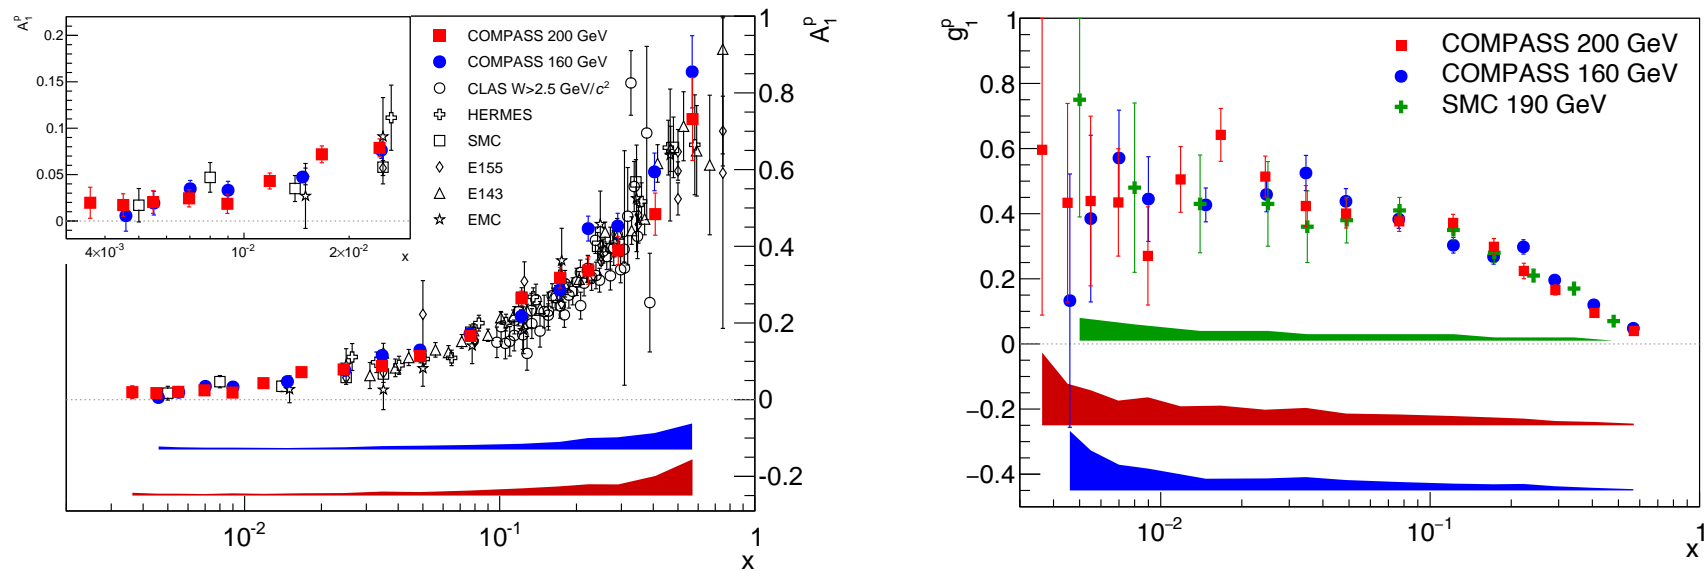 A₁ᵖ
0.2
0.15
0.1
0.05
0
4×10⁻³
10⁻²
2×10⁻²
x
COMPASS 200 GeV
COMPASS 160 GeV
CLAS W>2.5 GeV/c²
HERMES
SMC
E155
E143
EMC
1
A₁ᵖ
0.8
0.6
0.4
0.2
0
-0.2
10⁻²
10⁻¹
1
x
g₁ᵖ
1
0.8
0.6
0.4
0.2
0
−0.2
−0.4
COMPASS 200 GeV
COMPASS 160 GeV
SMC 190 GeV
10⁻²
10⁻¹
1
x